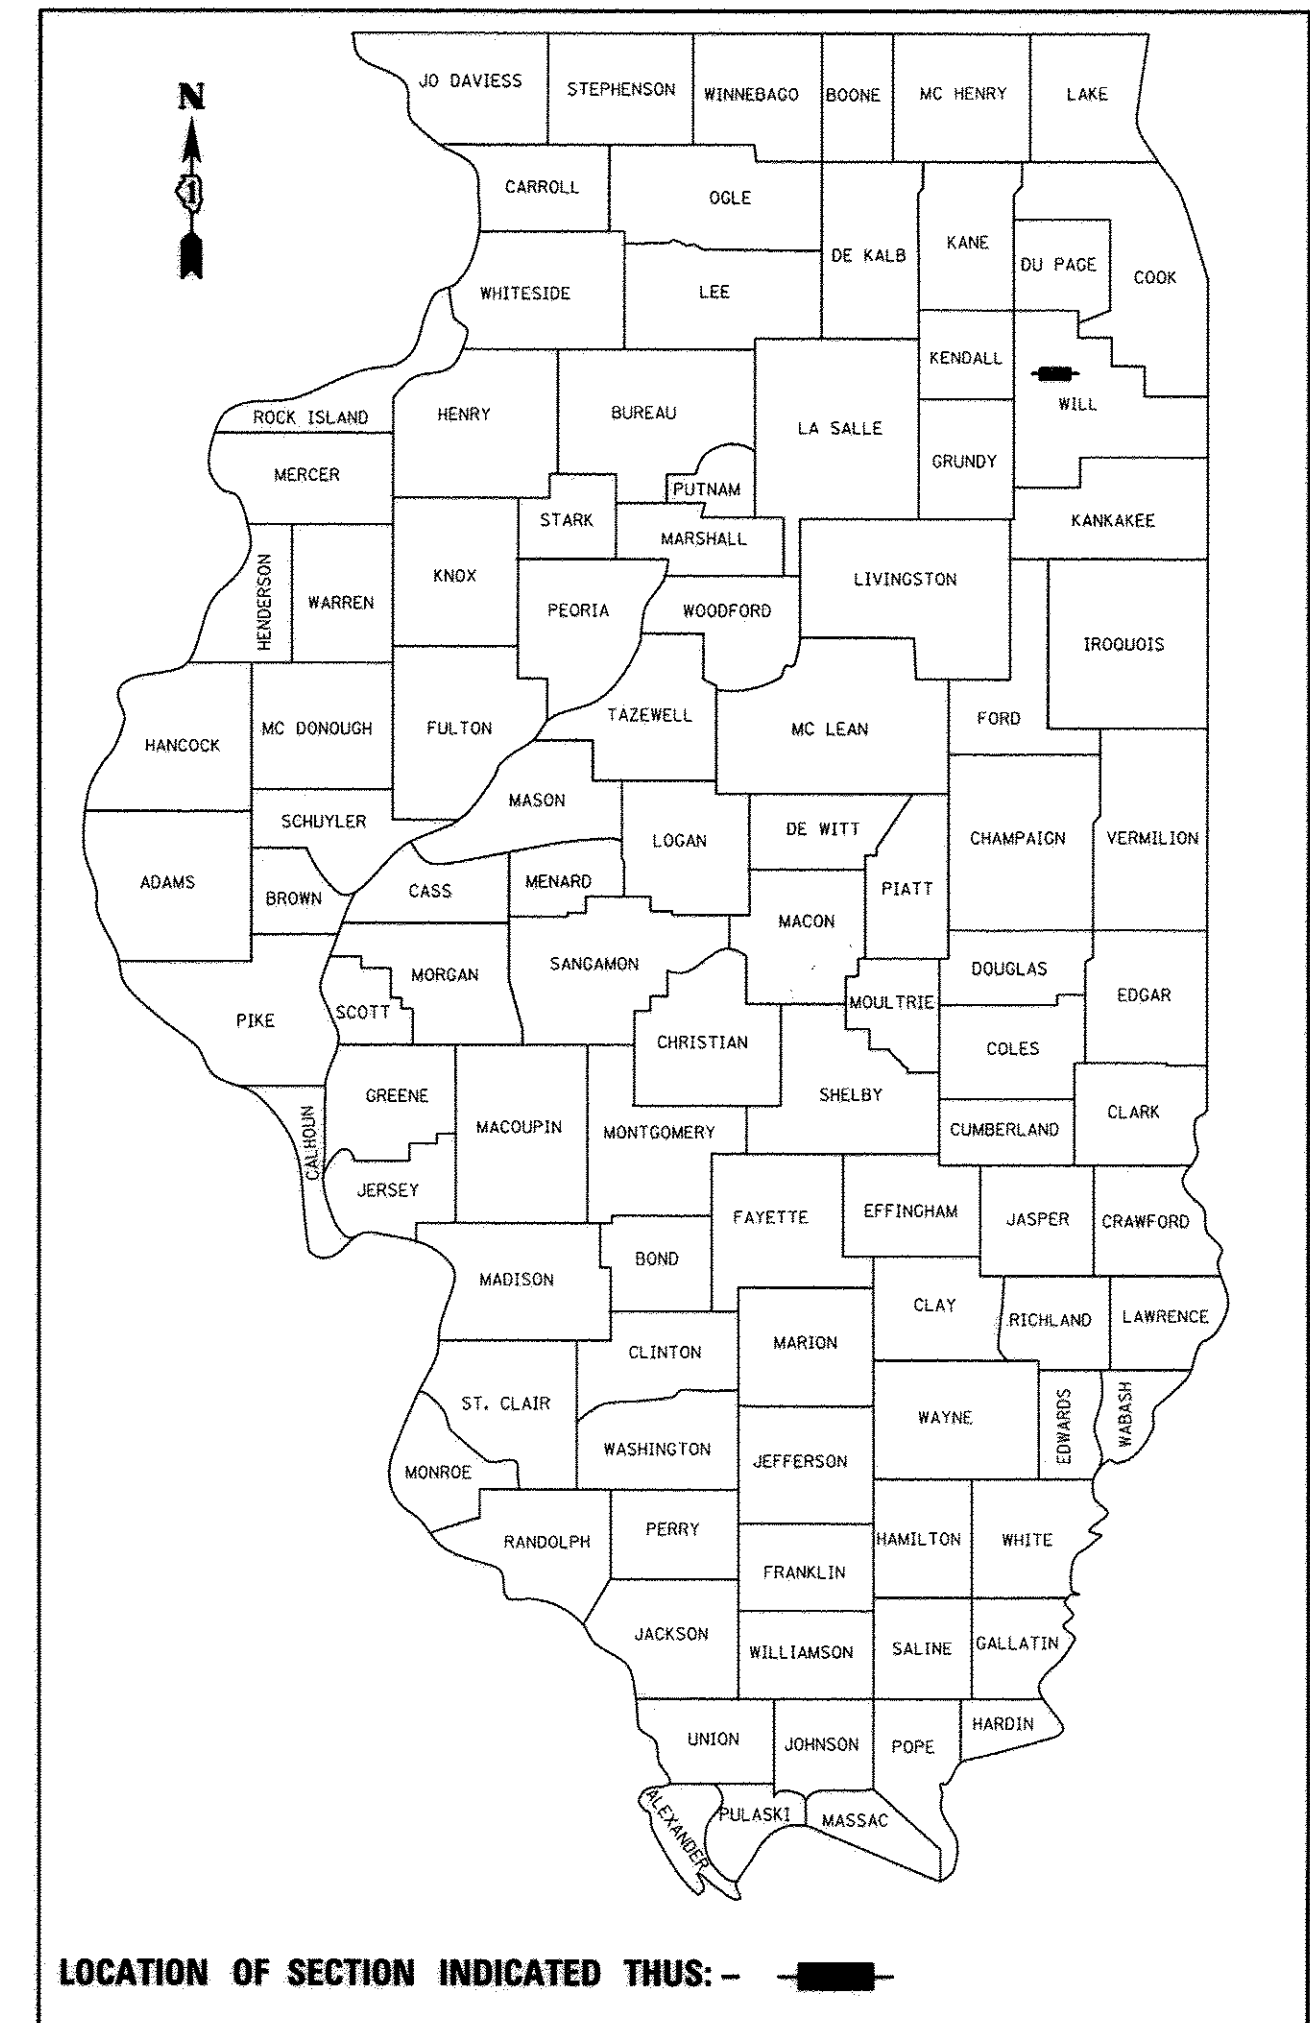 N
JO DAVIESS
STEPHENSON
WINNEBAGO
BOONE
MC HENRY
LAKE
CARROLL
OGLE
DE KALB
KANE
DU PAGE
COOK
WHITESIDE
LEE
KENDALL
WILL
ROCK ISLAND
HENRY
BUREAU
LA SALLE
GRUNDY
MERCER
PUTNAM
STARK
MARSHALL
KANKAKEE
HENDERSON
WARREN
KNOX
PEORIA
WOODFORD
LIVINGSTON
IROQUOIS
HANCOCK
MC DONOUGH
FULTON
TAZEWELL
MC LEAN
FORD
SCHUYLER
MASON
LOGAN
DE WITT
CHAMPAIGN
VERMILION
ADAMS
BROWN
CASS
MENARD
PIATT
MACON
PIKE
SCOTT
MORGAN
SANGAMON
CHRISTIAN
MOULTRIE
DOUGLAS
EDGAR
COLES
CALHOUN
GREENE
MACOUPIN
MONTGOMERY
SHELBY
CUMBERLAND
CLARK
JERSEY
FAYETTE
EFFINGHAM
JASPER
CRAWFORD
MADISON
BOND
CLAY
RICHLAND
LAWRENCE
CLINTON
MARION
ST. CLAIR
WASHINGTON
JEFFERSON
WAYNE
EDWARDS
WABASH
MONROE
RANDOLPH
PERRY
FRANKLIN
HAMILTON
WHITE
JACKSON
WILLIAMSON
SALINE
GALLATIN
UNION
JOHNSON
POPE
HARDIN
ALEXANDER
PULASKI
MASSAC
LOCATION OF SECTION INDICATED THUS: -